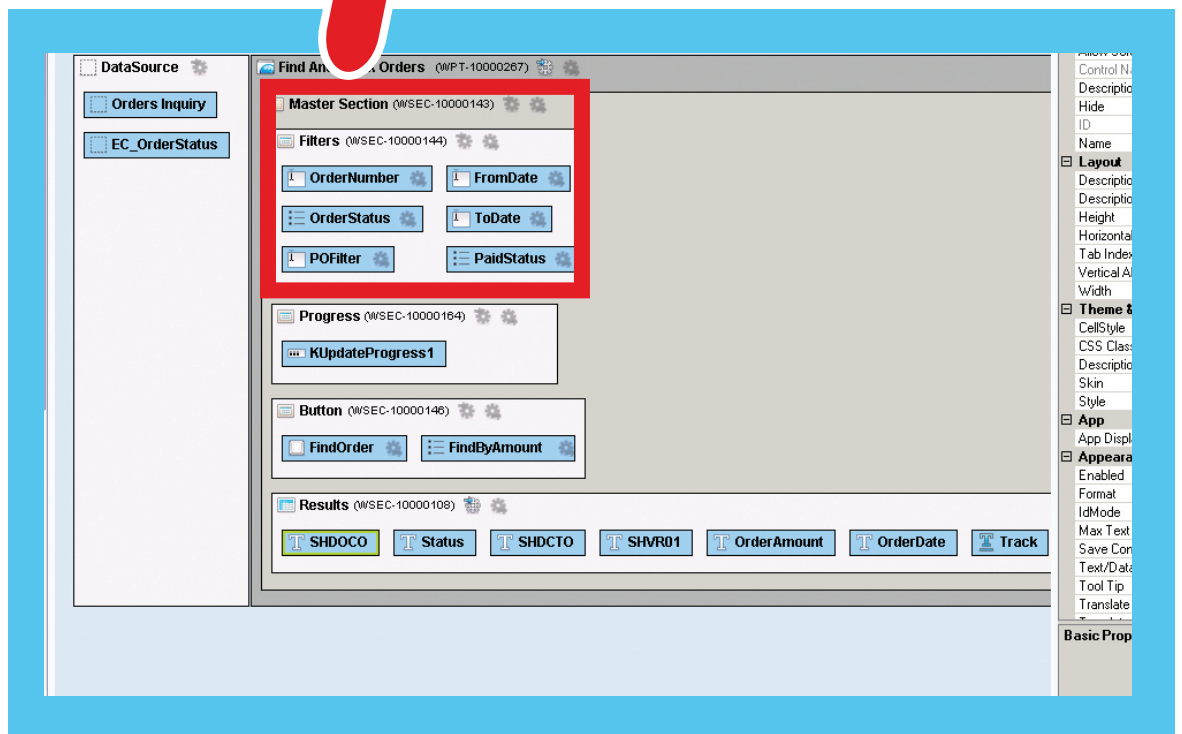 DataSource
Orders Inquiry
EC_OrderStatus
Find An Orders (WPT-10000267)
Master Section (WSEC-10000143)
Filters (WSEC-10000144)
OrderNumber FromDate
OrderStatus ToDate
POFilter PaidStatus
Progress (WSEC-10000164)
KUpdateProgress1
Button (WSEC-10000146)
FindOrder FindByAmount
Results (WSEC-10000108)
SHDOCO Status SHDCTO SHVR01 OrderAmount OrderDate Track
Control N
Descriptio
Hide
ID
Name
Layout
Descriptio
Descriptio
Height
Horizontal
Tab Index
Vertical Al
Width
Theme &
CellStyle
CSS Clas
Descriptio
Skin
Style
App
App Displ
Appeara
Enabled
Format
IdMode
Max Text
Save Con
Text/Data
Tool Tip
Translate
Basic Prop